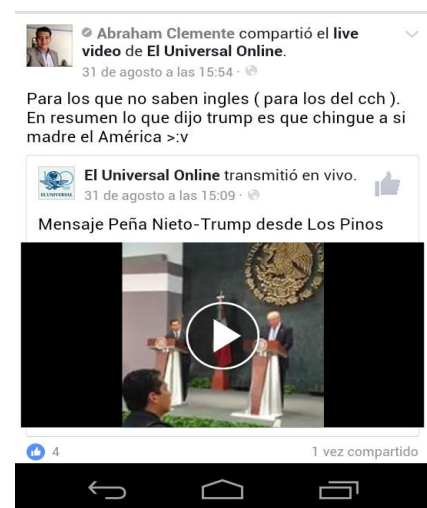 Abraham Clemente compartió el live
video de El Universal Online.
31 de agosto a las 15:54 ·
Para los que no saben ingles ( para los del cch ).
En resumen lo que dijo trump es que chingue a si
madre el América >:v
EL UNIVERSAL
El Universal Online transmitió en vivo.
31 de agosto a las 15:09 ·
Mensaje Peña Nieto-Trump desde Los Pinos
4
1 vez compartido